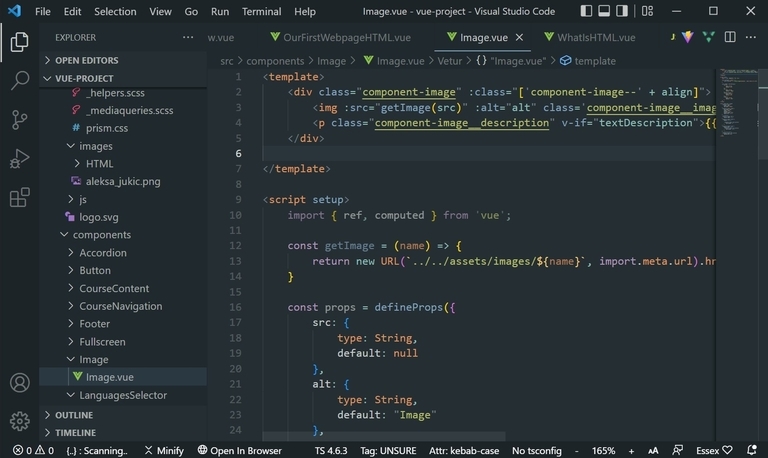 File Edit Selection View Go Run Terminal Help Image.vue - vue-project - Visual Studio Code
EXPLORER
OPEN EDITORS
VUE-PROJECT
_helpers.scss
_mediaqueries.scss
prism.css
images
HTML
aleksa_jukic.png
js
logo.svg
components
Accordion
Button
CourseContent
CourseNavigation
Footer
Fullscreen
Image
Image.vue
LanguagesSelector
OUTLINE
TIMELINE
w.vue OurFirstWebpageHTML.vue Image.vue WhatIsHTML.vue
src > components > Image > Image.vue > Vetur > {} "Image.vue" > template
1 <template>
2 <div class="component-image" :class="['component-image--' + align]">
3 <img :src="getImage(src)" :alt="alt" class='component-image__imag
4 <p class="component-image__description" v-if="textDescription">{{
5 </div>
6
7 </template>
8
9 <script setup>
10 import { ref, computed } from 'vue';
11
12 const getImage = (name) => {
13 return new URL(`../../assets/images/${name}`, import.meta.url).hr
14 }
15
16 const props = defineProps({
17 src: {
18 type: String,
19 default: null
20 },
21 alt: {
22 type: String,
23 default: "Image"
24 },
0 0 {..} : Scanning.. Minify Open In Browser TS 4.6.3 Tag: UNSURE Attr: kebab-case No tsconfig - 165% + AA Essex